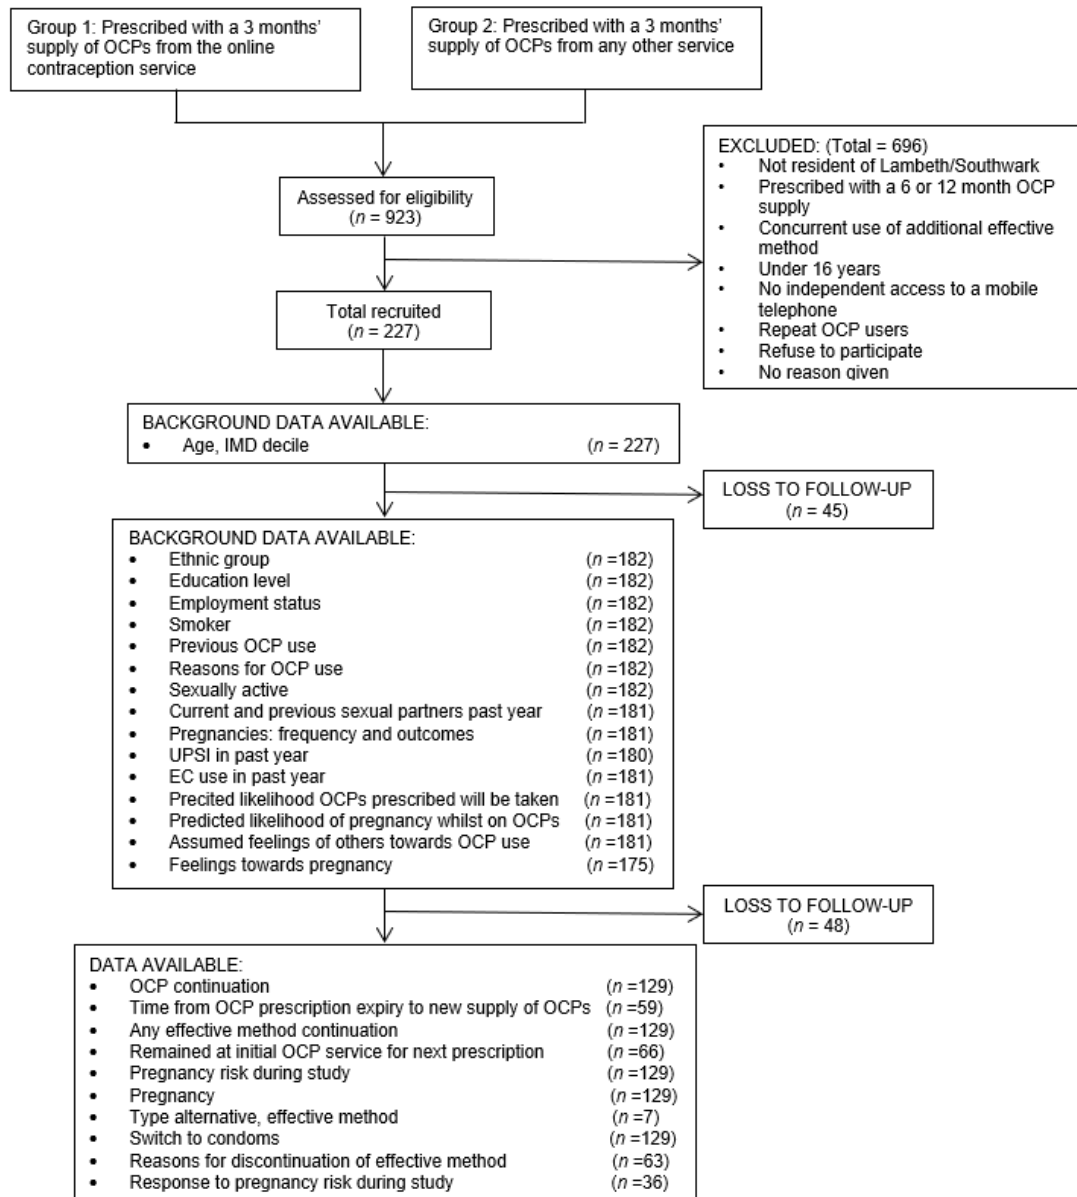 Group 1: Prescribed with a 3 months'
supply of OCPs from the online
contraception service
Group 2: Prescribed with a 3 months'
supply of OCPs from any other service
Assessed for eligibility
(n = 923)
EXCLUDED: (Total = 696)
• Not resident of Lambeth/Southwark
• Prescribed with a 6 or 12 month OCP
supply
• Concurrent use of additional effective
method
• Under 16 years
• No independent access to a mobile
telephone
• Repeat OCP users
• Refuse to participate
• No reason given
Total recruited
(n = 227)
BACKGROUND DATA AVAILABLE:
• Age, IMD decile (n = 227)
LOSS TO FOLLOW-UP
(n = 45)
BACKGROUND DATA AVAILABLE:
• Ethnic group (n =182)
• Education level (n =182)
• Employment status (n =182)
• Smoker (n =182)
• Previous OCP use (n =182)
• Reasons for OCP use (n =182)
• Sexually active (n =182)
• Current and previous sexual partners past year (n =181)
• Pregnancies: frequency and outcomes (n =181)
• UPSI in past year (n =180)
• EC use in past year (n =181)
• Precited likelihood OCPs prescribed will be taken (n =181)
• Predicted likelihood of pregnancy whilst on OCPs (n =181)
• Assumed feelings of others towards OCP use (n =181)
• Feelings towards pregnancy (n =175)
LOSS TO FOLLOW-UP
(n = 48)
DATA AVAILABLE:
• OCP continuation (n =129)
• Time from OCP prescription expiry to new supply of OCPs (n =59)
• Any effective method continuation (n =129)
• Remained at initial OCP service for next prescription (n =66)
• Pregnancy risk during study (n =129)
• Pregnancy (n =129)
• Type alternative, effective method (n =7)
• Switch to condoms (n =129)
• Reasons for discontinuation of effective method (n =63)
• Response to pregnancy risk during study (n =36)